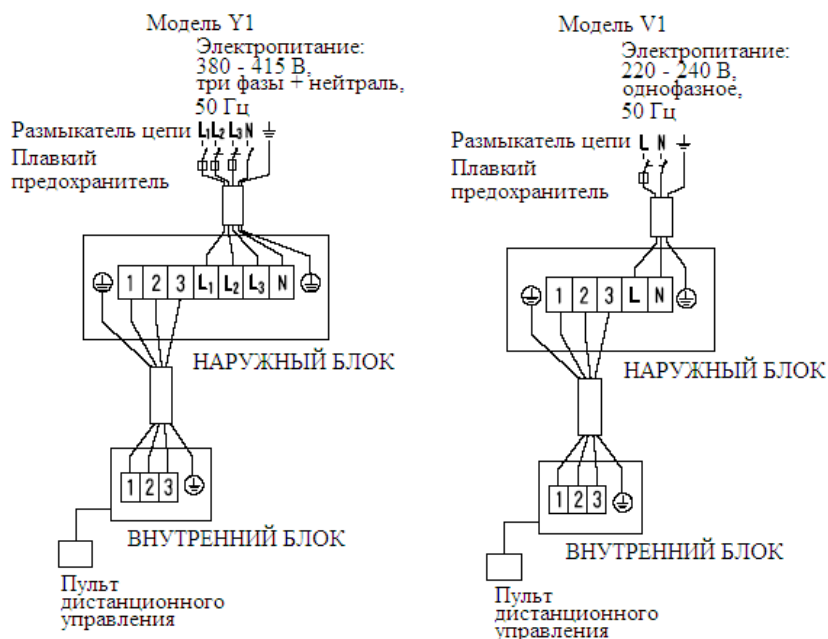 Модель Y1
Электропитание:
380 - 415 В,
три фазы + нейтраль,
50 Гц
Размыкатель цепи L1 L2 L3 N
Плавкий
предохранитель
1 2 3 L1 L2 L3 N
НАРУЖНЫЙ БЛОК
1 2 3
ВНУТРЕННИЙ БЛОК
Пульт
дистанционного
управления
Модель V1
Электропитание:
220 - 240 В,
однофазное,
50 Гц
Размыкатель цепи L N
Плавкий
предохранитель
1 2 3 L N
НАРУЖНЫЙ БЛОК
1 2 3
ВНУТРЕННИЙ БЛОК
Пульт
дистанционного
управления